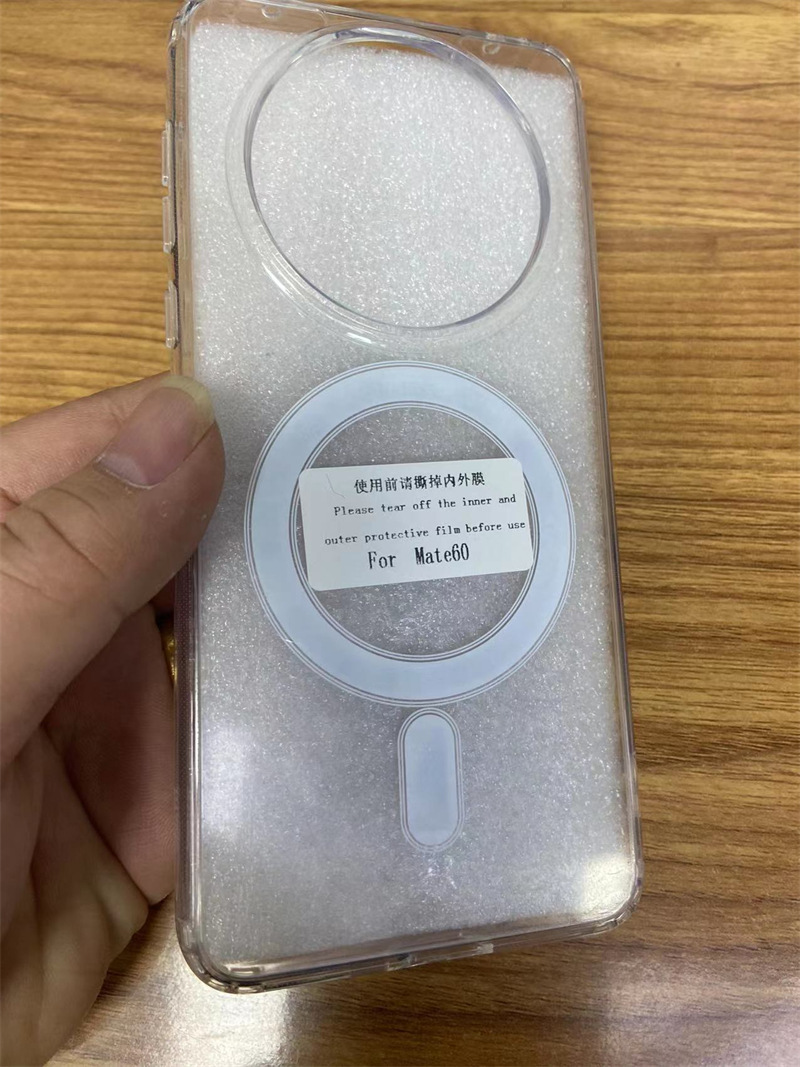 使用前请撕掉内外膜
Please tear off the inner and
outer protective film before use
For Mate60